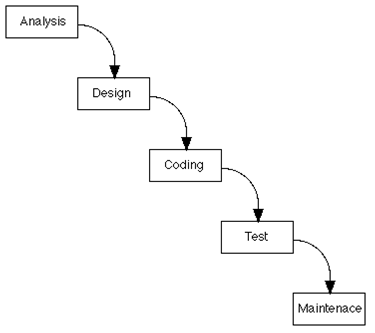 Analysis
Design
Coding
Test
Maintenace